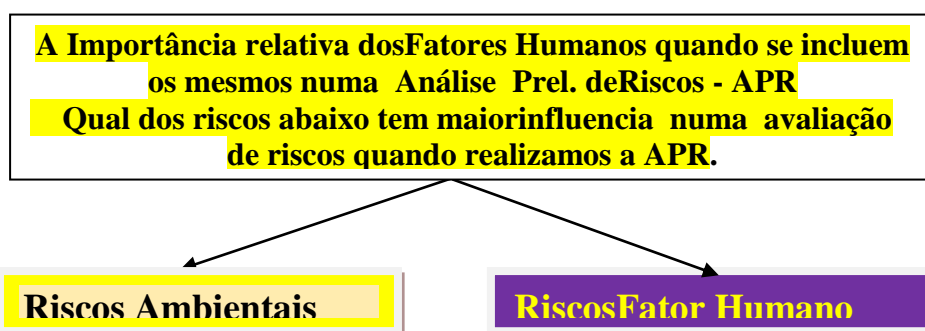 A Importância relativa dosFatores Humanos quando se incluem
os mesmos numa Análise Prel. deRiscos - APR
Qual dos riscos abaixo tem maiorinfluencia numa avaliação
de riscos quando realizamos a APR.
Riscos Ambientais
RiscosFator Humano